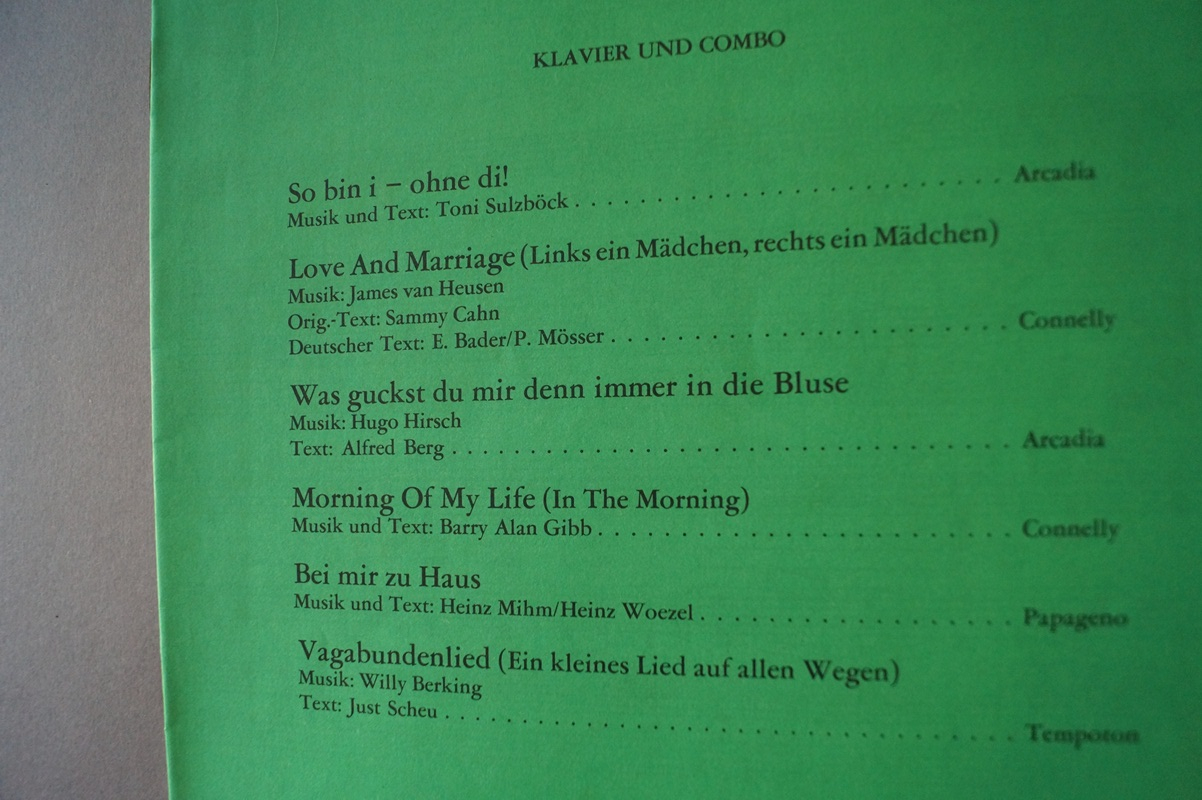 KLAVIER UND COMBO
So bin i – ohne di!
Musik und Text: Toni Sulzböck . . . . . . . . . . . . . . . . . Arcadia
Love And Marriage (Links ein Mädchen, rechts ein Mädchen)
Musik: James van Heusen
Orig.-Text: Sammy Cahn
Deutscher Text: E. Bader/P. Mösser . . . . . . . . . . . . . . . . Connelly
Was guckst du mir denn immer in die Bluse
Musik: Hugo Hirsch
Text: Alfred Berg . . . . . . . . . . . . . . . . . . . . . . Arcadia
Morning Of My Life (In The Morning)
Musik und Text: Barry Alan Gibb . . . . . . . . . . . . . . . . Connelly
Bei mir zu Haus
Musik und Text: Heinz Mihm/Heinz Woezel . . . . . . . . . . . . . Papageno
Vagabundenlied (Ein kleines Lied auf allen Wegen)
Musik: Willy Berking
Text: Just Scheu . . . . . . . . . . . . . . . . . . . . . . Tempoton